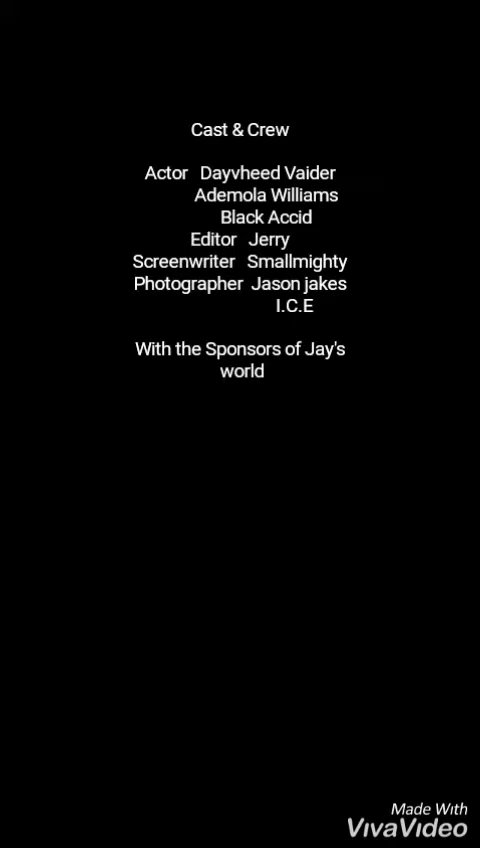 Cast & Crew
Actor Dayvheed Vaider
Ademola Williams
Black Accid
Editor Jerry
Screenwriter Smallmighty
Photographer Jason jakes
I.C.E
With the Sponsors of Jay's
world
Made With
VivaVideo